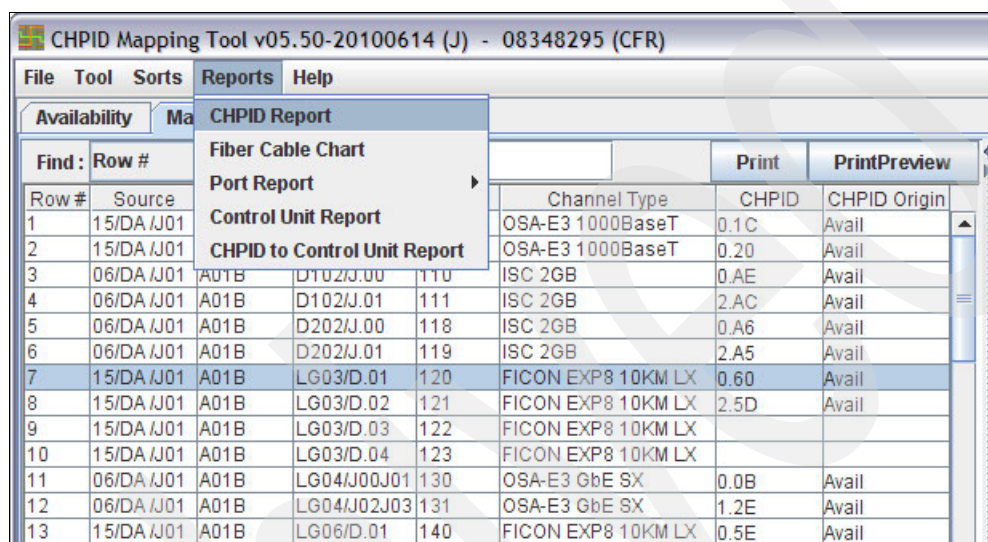 CHPID Mapping Tool v05.50-20100614 (J) - 08348295 (CFR)
File Tool Sorts Reports Help
Availability Ma
CHPID Report
Fiber Cable Chart
Port Report
Control Unit Report
CHPID to Control Unit Report
Find : Row # Print PrintPreview
Row # Source Channel Type CHPID CHPID Origin
1 15/DA /J01 OSA-E3 1000BaseT 0.1C Avail
2 15/DA /J01 OSA-E3 1000BaseT 0.20 Avail
3 06/DA /J01 A01B D102/J.00 110 ISC 2GB 0.AE Avail
4 06/DA /J01 A01B D102/J.01 111 ISC 2GB 2.AC Avail
5 06/DA /J01 A01B D202/J.00 118 ISC 2GB 0.A6 Avail
6 06/DA /J01 A01B D202/J.01 119 ISC 2GB 2.A5 Avail
7 15/DA /J01 A01B LG03/D.01 120 FICON EXP8 10KM LX 0.60 Avail
8 15/DA /J01 A01B LG03/D.02 121 FICON EXP8 10KM LX 2.5D Avail
9 15/DA /J01 A01B LG03/D.03 122 FICON EXP8 10KM LX
10 15/DA /J01 A01B LG03/D.04 123 FICON EXP8 10KM LX
11 06/DA /J01 A01B LG04/J00J01 130 OSA-E3 GbE SX 0.0B Avail
12 06/DA /J01 A01B LG04/J02J03 131 OSA-E3 GbE SX 1.2E Avail
13 15/DA /J01 A01B LG06/D.01 140 FICON EXP8 10KM LX 0.5E Avail